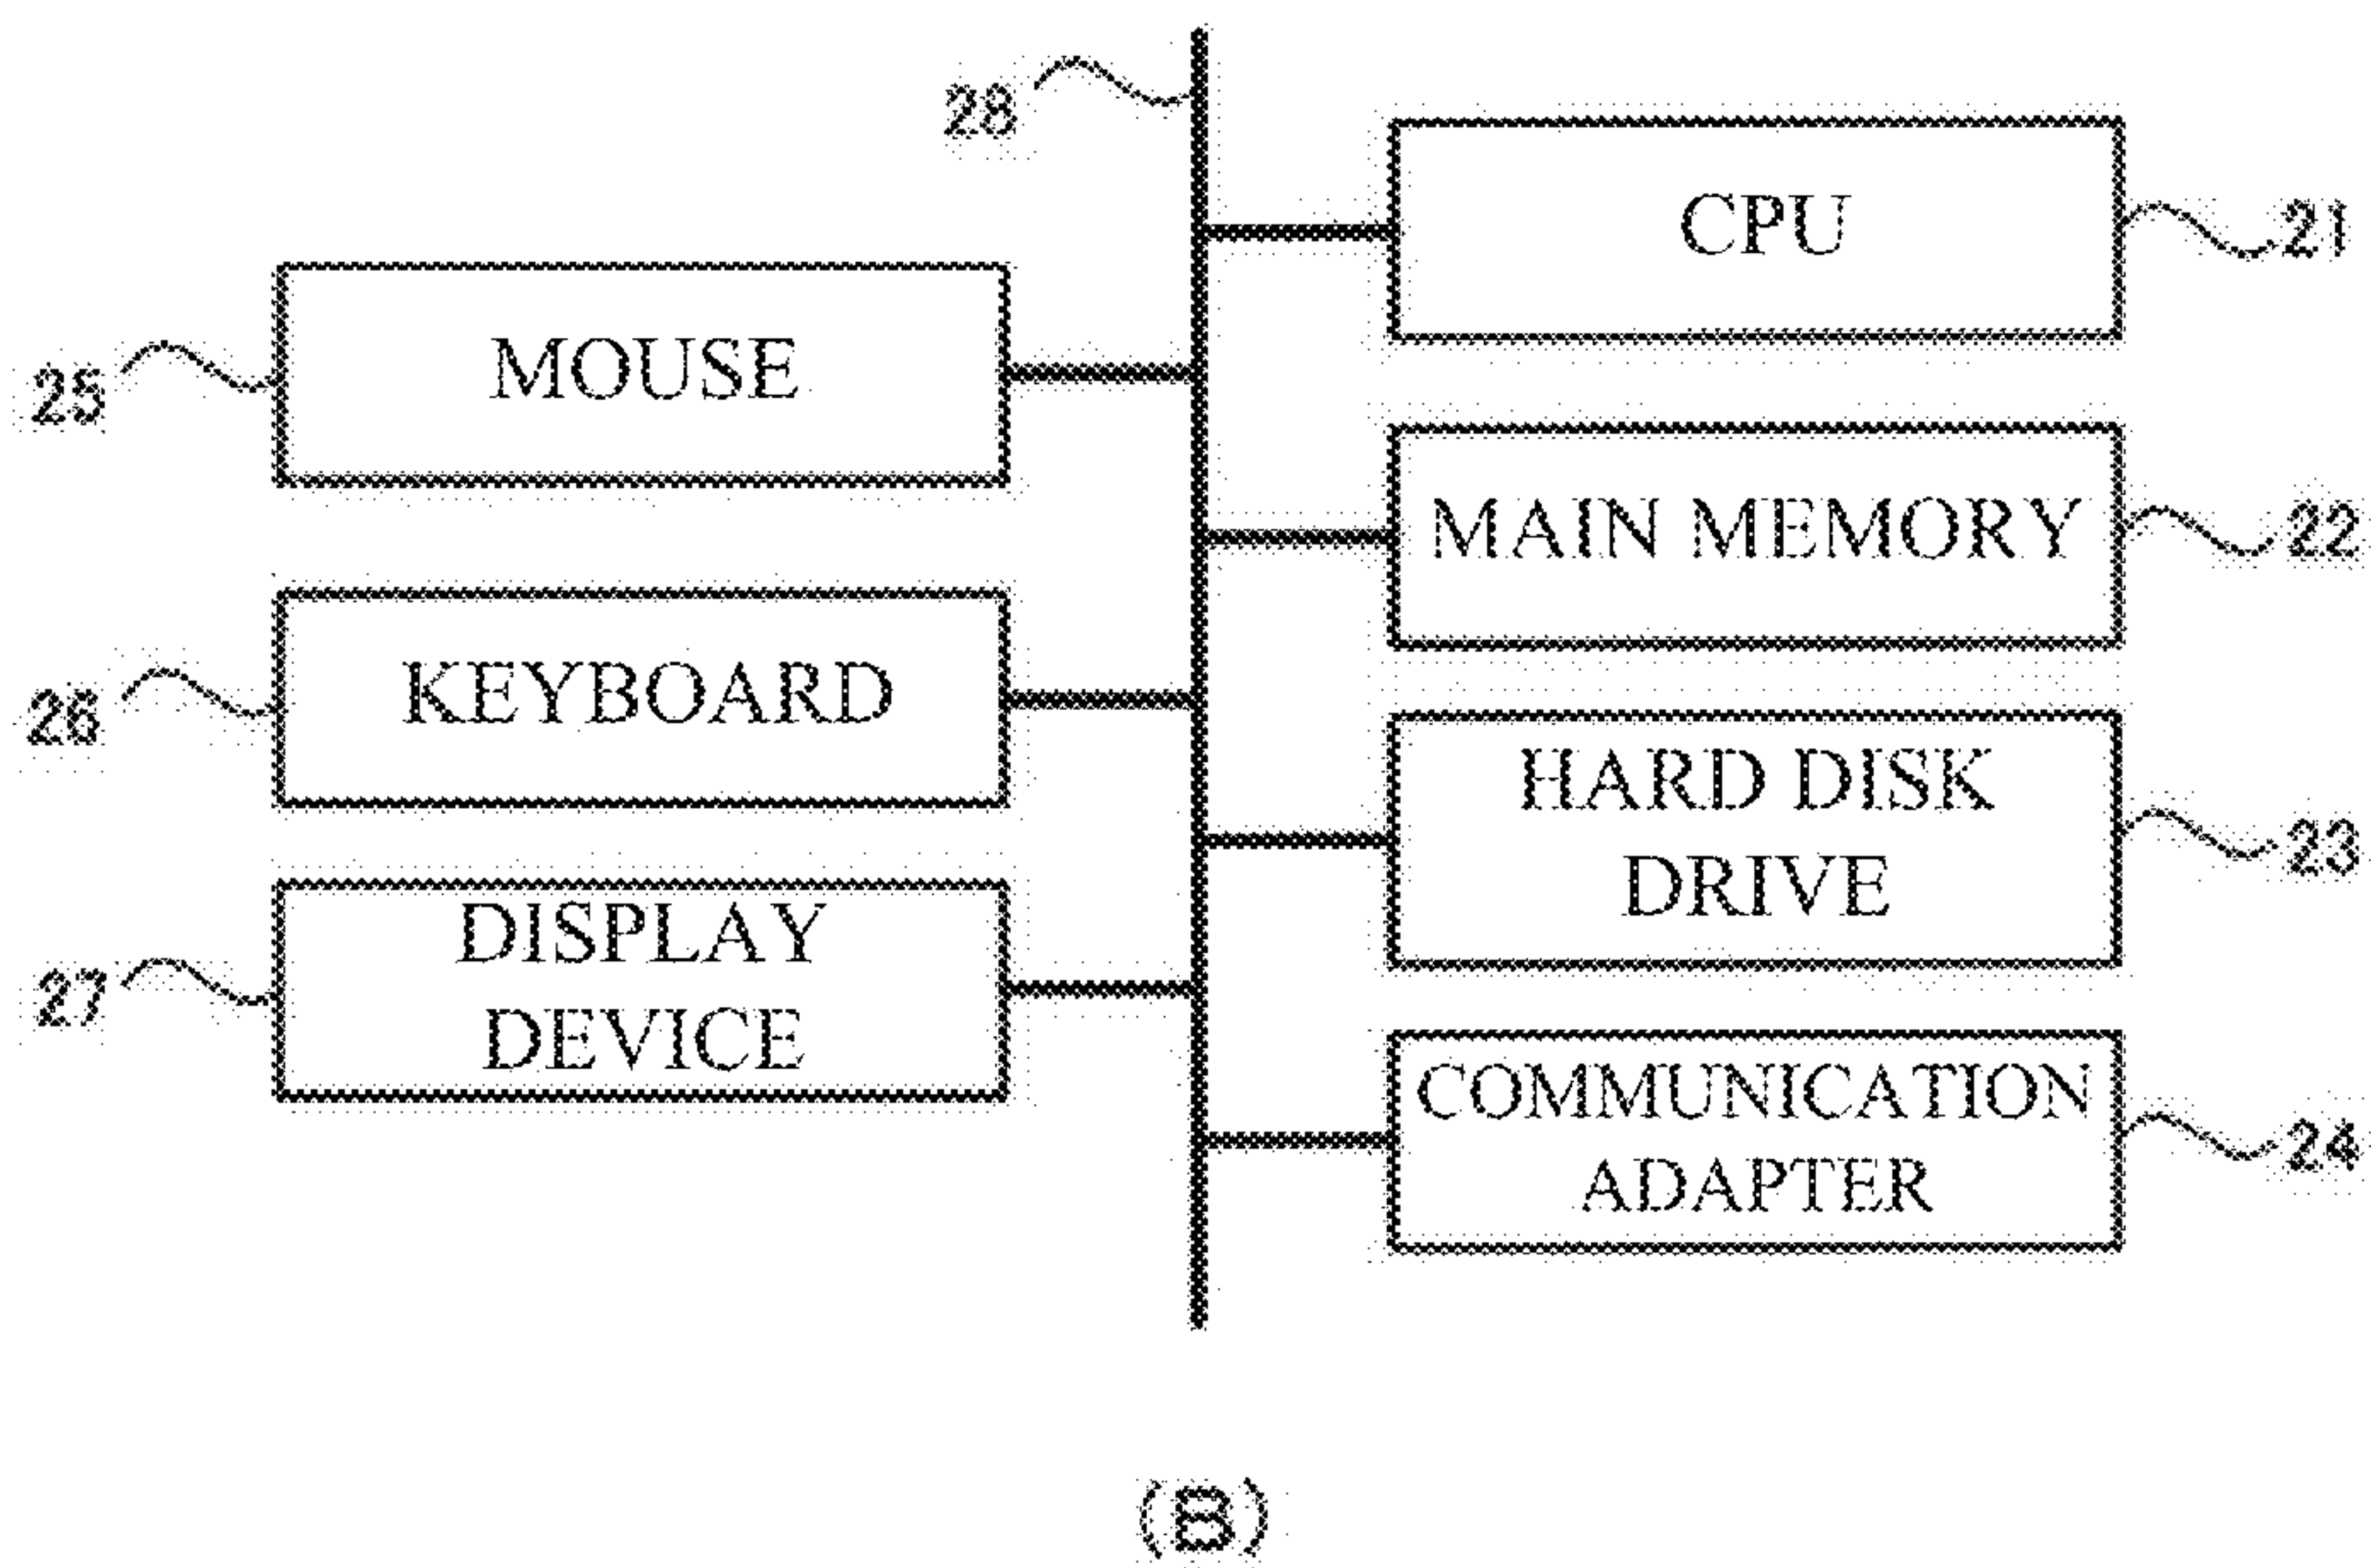 28
CPU
21
MOUSE
25
MAIN MEMORY
22
KEYBOARD
26
HARD DISK
DRIVE
23
DISPLAY
DEVICE
27
COMMUNICATION
ADAPTER
24
(B)